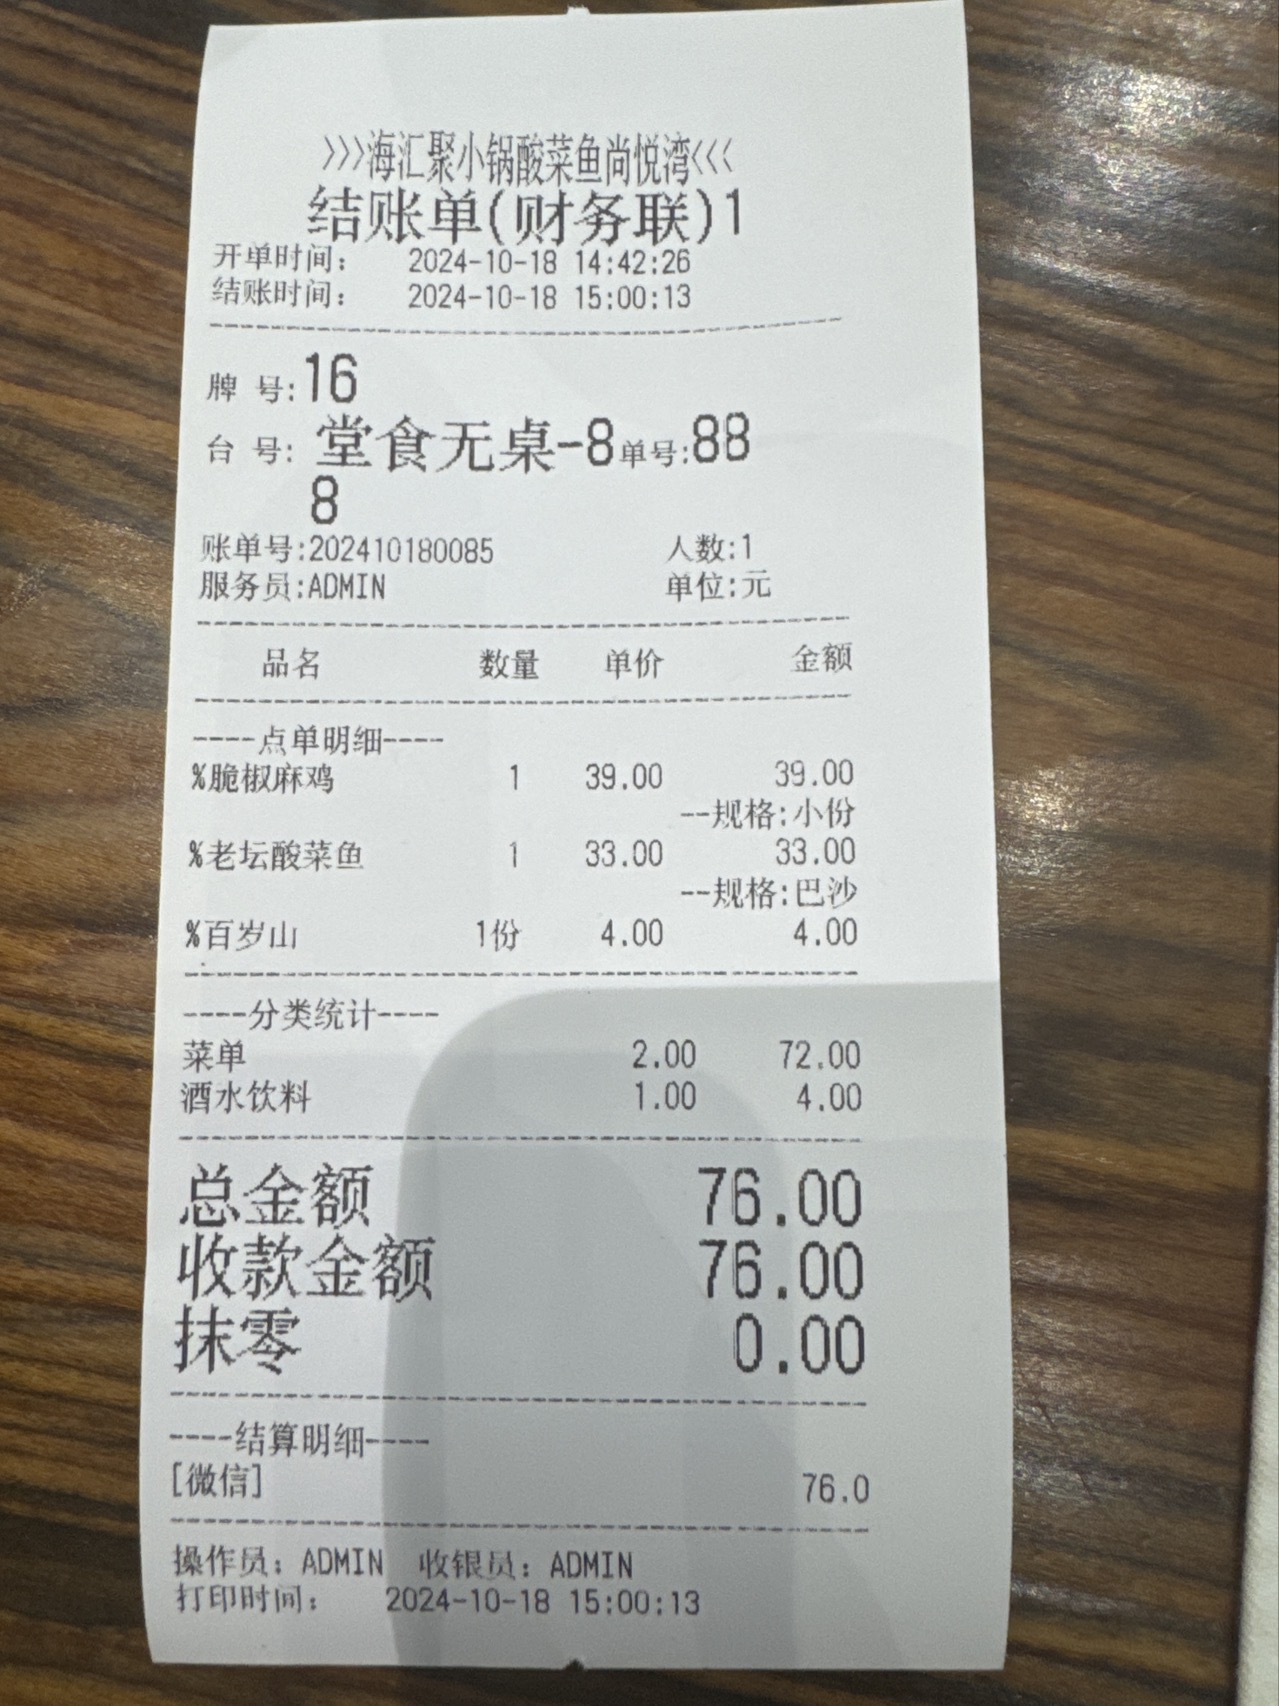 >>>海汇聚小锅酸菜鱼尚悦湾<<<
结账单(财务联)1
开单时间: 2024-10-18 14:42:26
结账时间: 2024-10-18 15:00:13
牌 号:16
台 号: 堂食无桌-8单号:88
8
账单号:202410180085 人数:1
服务员:ADMIN 单位:元
品名 数量 单价 金额
----点单明细----
%脆椒麻鸡 1 39.00 39.00
--规格:小份
%老坛酸菜鱼 1 33.00 33.00
--规格:巴沙
%百岁山 1份 4.00 4.00
----分类统计----
菜单 2.00 72.00
酒水饮料 1.00 4.00
总金额 76.00
收款金额 76.00
抹零 0.00
----结算明细----
[微信] 76.0
操作员: ADMIN 收银员: ADMIN
打印时间: 2024-10-18 15:00:13